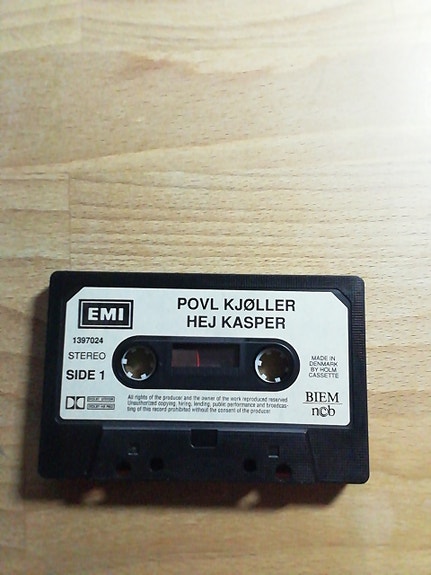 EMI
POVL KJØLLER
HEJ KASPER
1397024
STEREO
SIDE 1
MADE IN
DENMARK
BY HOLM
CASSETTE
All rights of the producer and the owner of the work reproduced reserved
Unauthorized copying, hiring, lending, public performance and broadcas-
ting of this record prohibited without the consent of the producer
BIEM
ncb